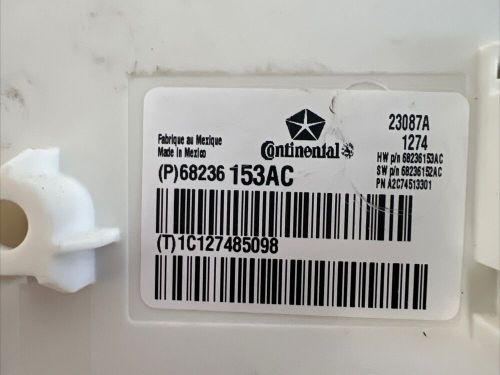 Fabrique au Mexique
Made in Mexico
Continental
23087A
1274
HW p/n 68236153AC
SW p/n 68236152AC
PN A2C74513301
(P)68236 153AC
(T)1C127485098